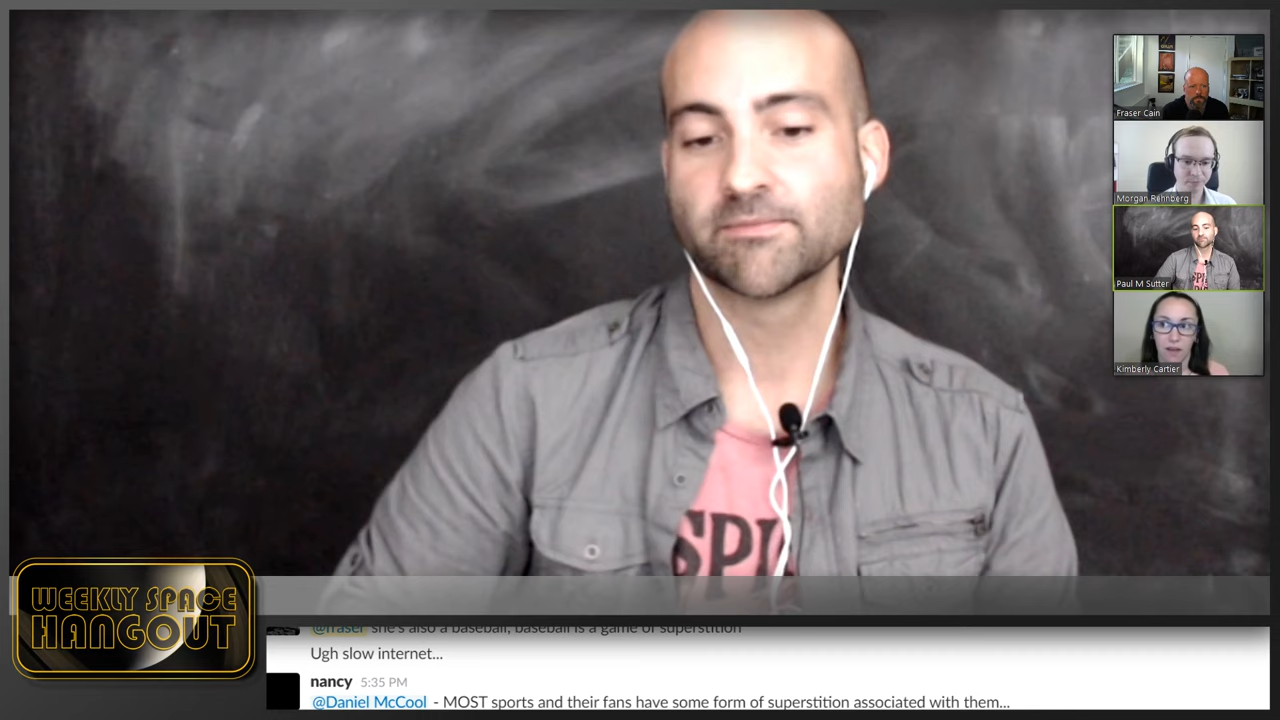 Fraser Cain
Morgan Rehnberg
Paul M Sutter
Kimberly Cartier
SPI
WEEKLY SPACE
HANGOUT
@fraser she's also a baseball, baseball is a game of superstition
Ugh slow internet...
nancy 5:35 PM
@Daniel McCool - MOST sports and their fans have some form of superstition associated with them...